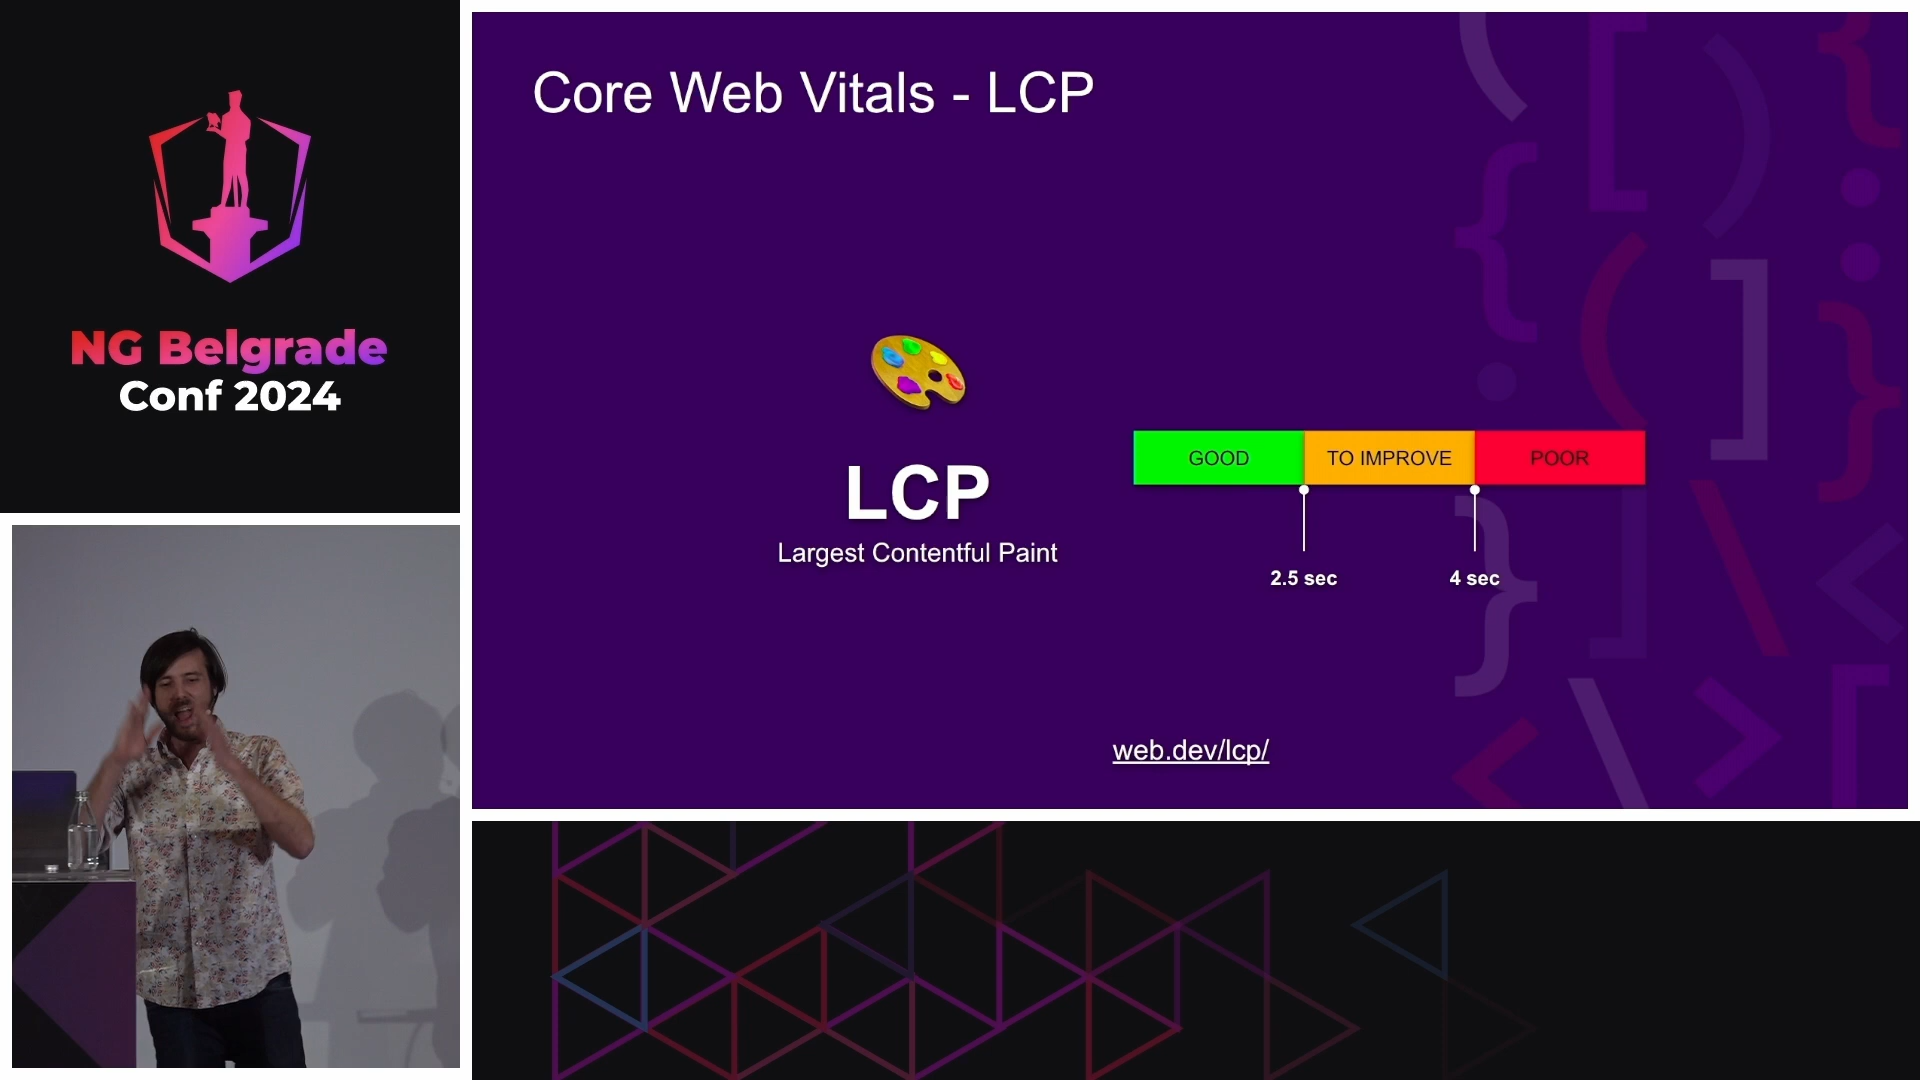 NG Belgrade
Conf 2024
Core Web Vitals - LCP
LCP
Largest Contentful Paint
GOOD
TO IMPROVE
POOR
2.5 sec
4 sec
web.dev/lcp/